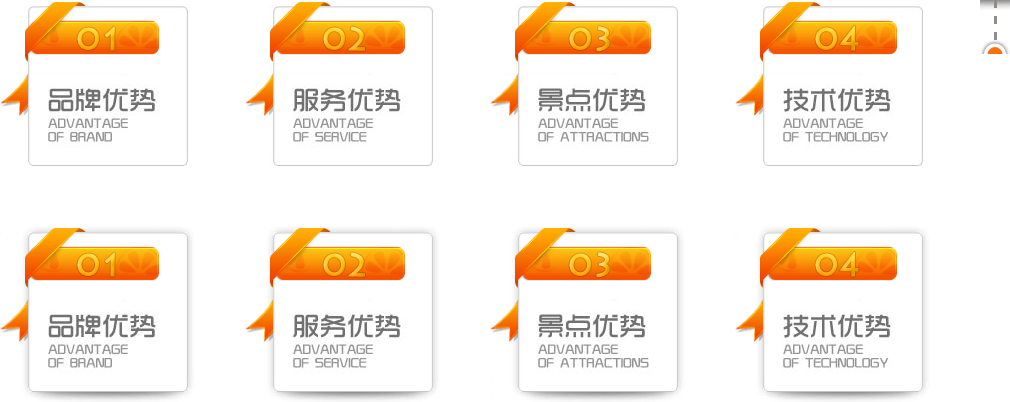 01
品牌优势
ADVANTAGE
OF BRAND
02
服务优势
ADVANTAGE
OF SERVICE
03
景点优势
ADVANTAGE
OF ATTRACTIONS
04
技术优势
ADVANTAGE
OF TECHNOLOGY
01
品牌优势
ADVANTAGE
OF BRAND
02
服务优势
ADVANTAGE
OF SERVICE
03
景点优势
ADVANTAGE
OF ATTRACTIONS
04
技术优势
ADVANTAGE
OF TECHNOLOGY